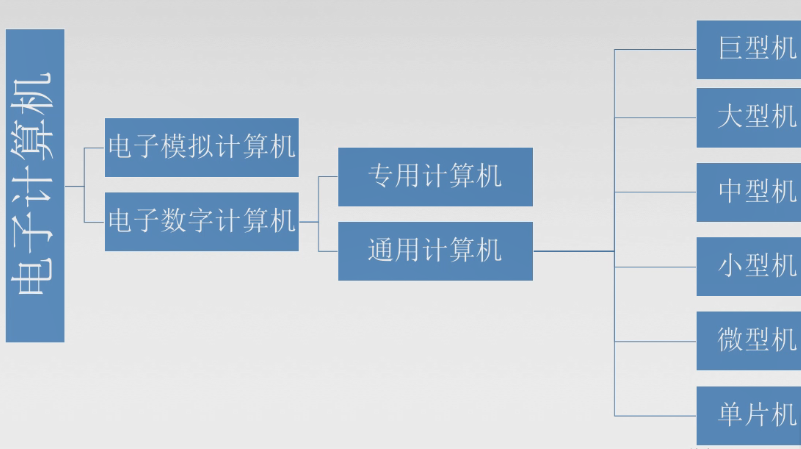 电子计算机
电子模拟计算机
电子数字计算机
专用计算机
通用计算机
巨型机
大型机
中型机
小型机
微型机
单片机